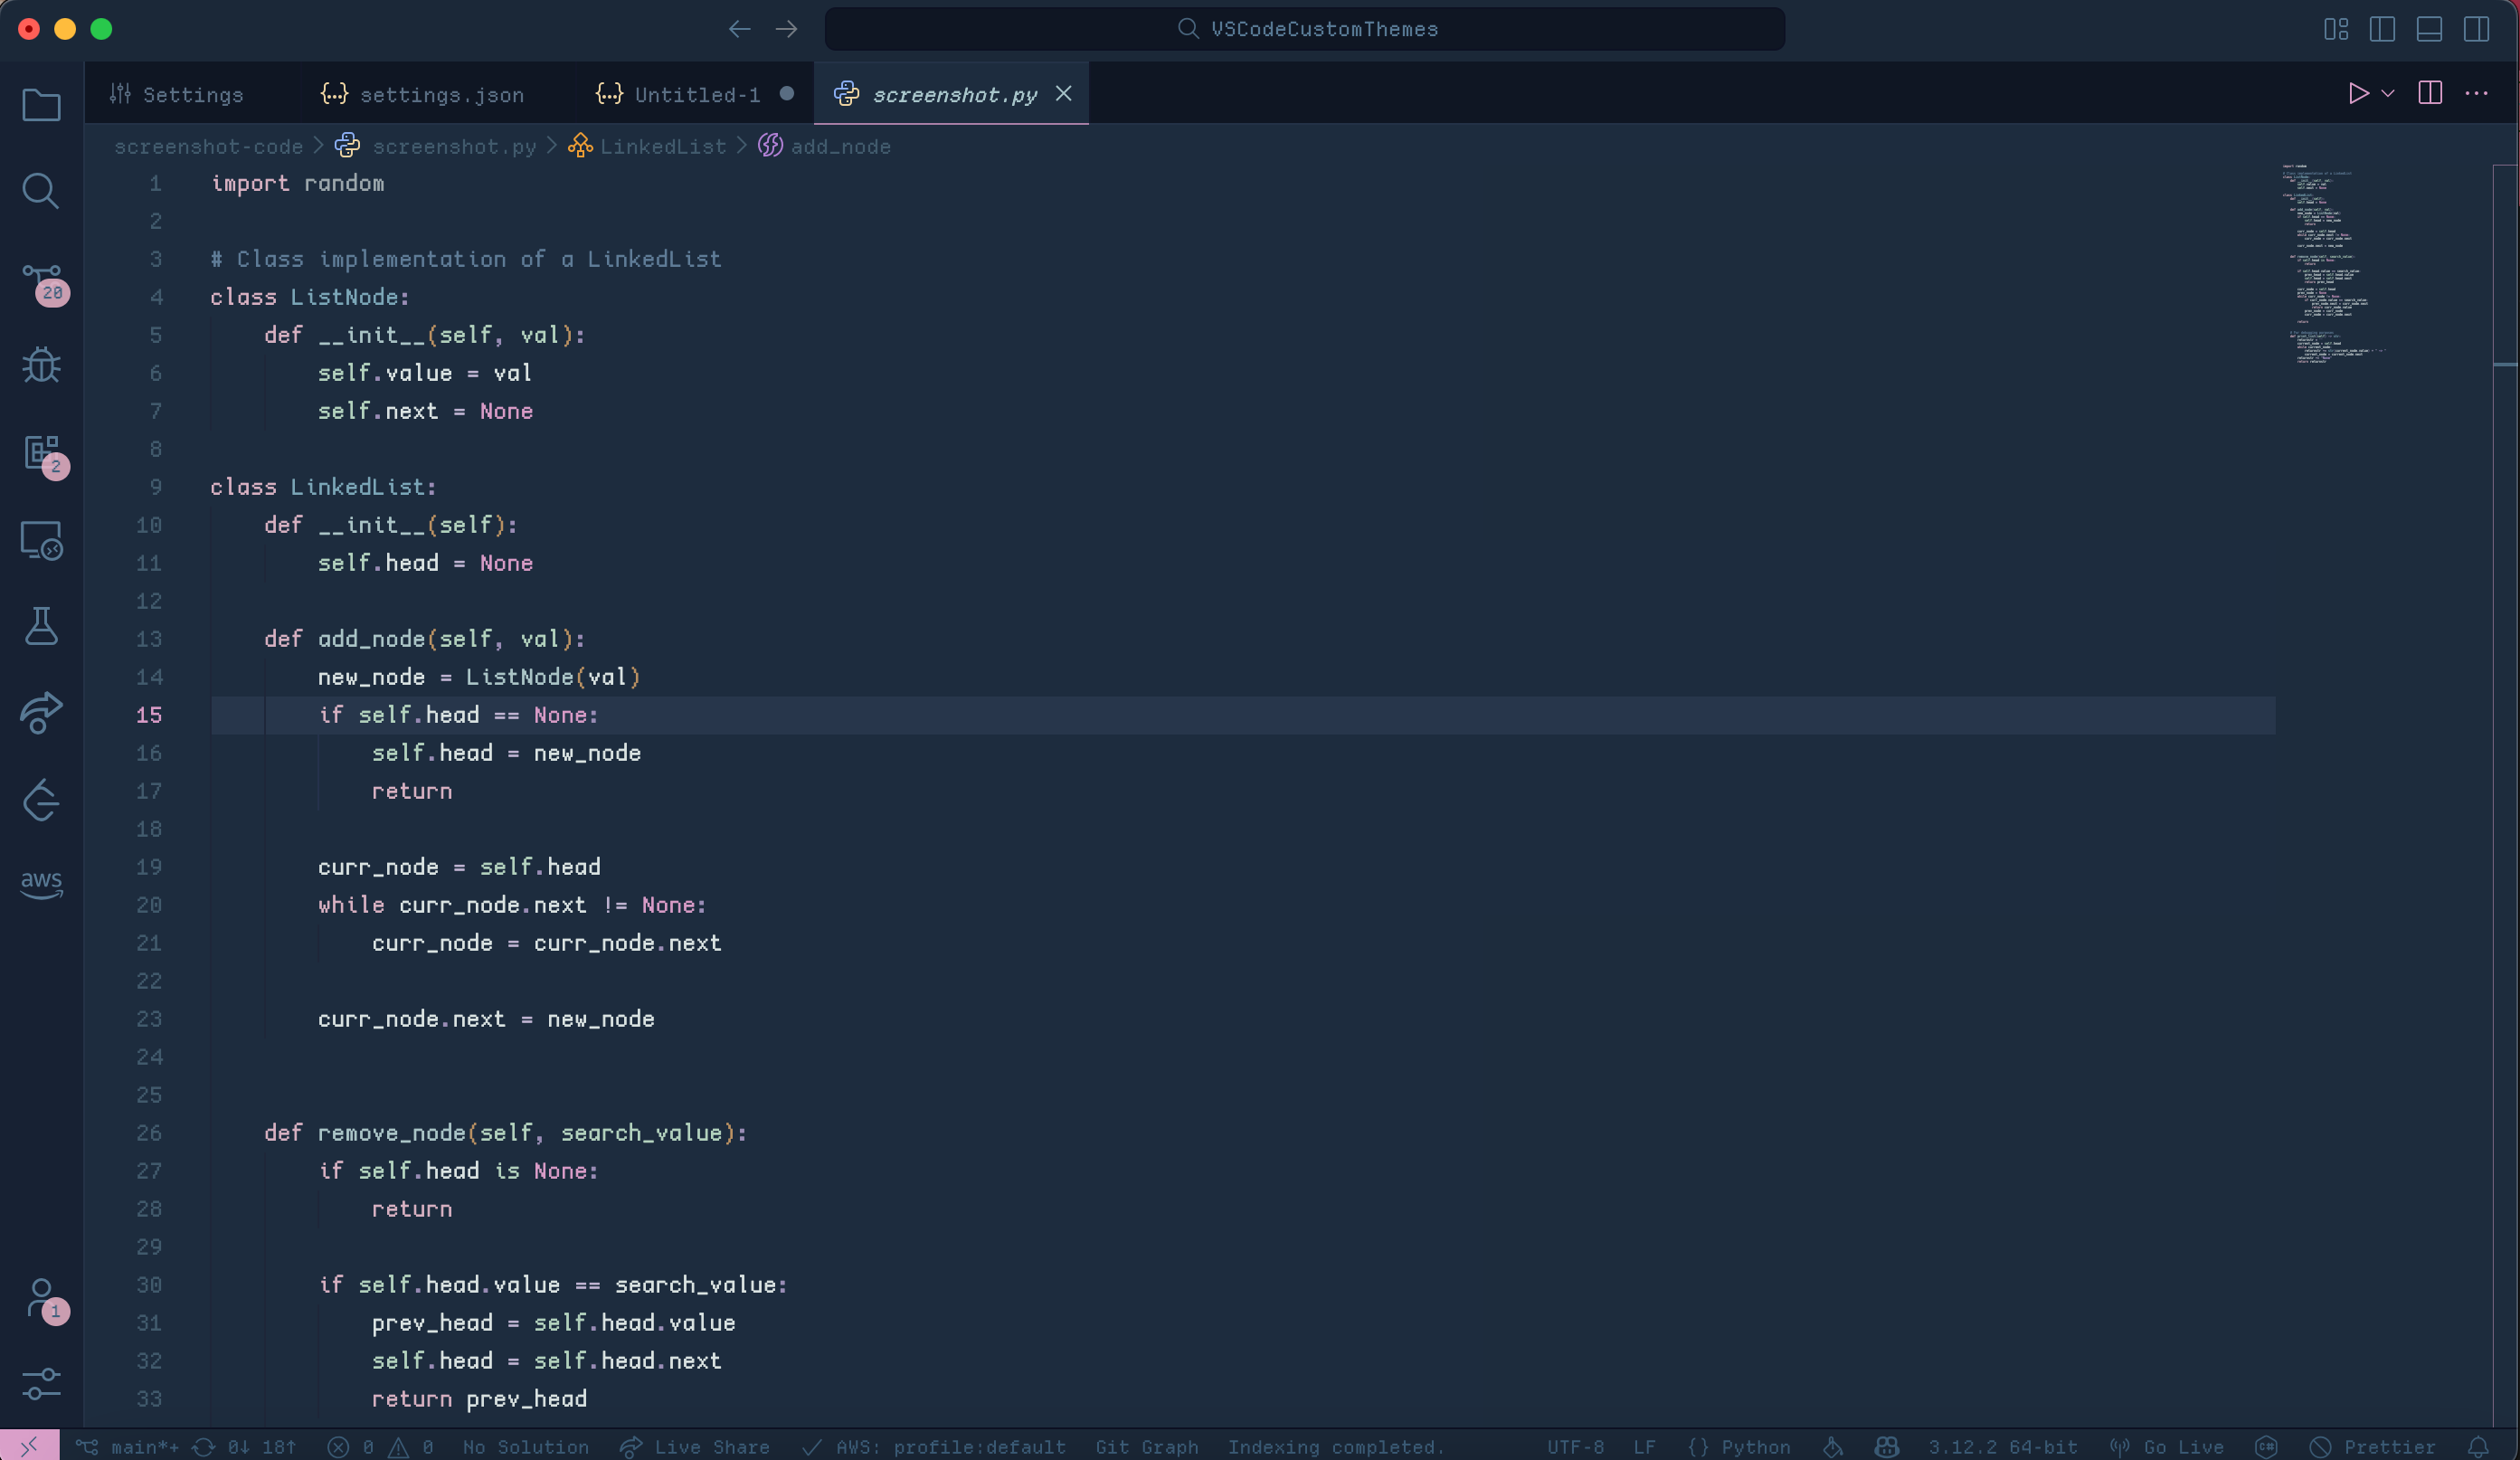 VSCodeCustomThemes
Settings
settings.json
Untitled-1
screenshot.py
screenshot-code > screenshot.py > LinkedList > add_node
1 import random
2
3 # Class implementation of a LinkedList
4 class ListNode:
5     def __init__(self, val):
6         self.value = val
7         self.next = None
8
9 class LinkedList:
10     def __init__(self):
11         self.head = None
12
13     def add_node(self, val):
14         new_node = ListNode(val)
15         if self.head == None:
16             self.head = new_node
17             return
18
19         curr_node = self.head
20         while curr_node.next != None:
21             curr_node = curr_node.next
22
23         curr_node.next = new_node
24
25
26     def remove_node(self, search_value):
27         if self.head is None:
28             return
29
30         if self.head.value == search_value:
31             prev_head = self.head.value
32             self.head = self.head.next
33             return prev_head
20
2
aws
1
main*+ 0↓ 18↑ 0 0 No Solution Live Share AWS: profile:default Git Graph Indexing completed. UTF-8 LF {} Python 3.12.2 64-bit Go Live C# Prettier